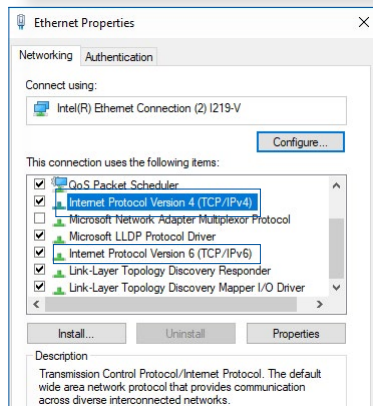 Ethernet Properties
Networking Authentication
Connect using:
Intel(R) Ethernet Connection (2) I219-V
Configure...
This connection uses the following items:
QoS Packet Scheduler
Internet Protocol Version 4 (TCP/IPv4)
Microsoft Network Adapter Multiplexor Protocol
Microsoft LLDP Protocol Driver
Internet Protocol Version 6 (TCP/IPv6)
Link-Layer Topology Discovery Responder
Link-Layer Topology Discovery Mapper I/O Driver
Install... Uninstall Properties
Description
Transmission Control Protocol/Internet Protocol. The default
wide area network protocol that provides communication
across diverse interconnected networks.